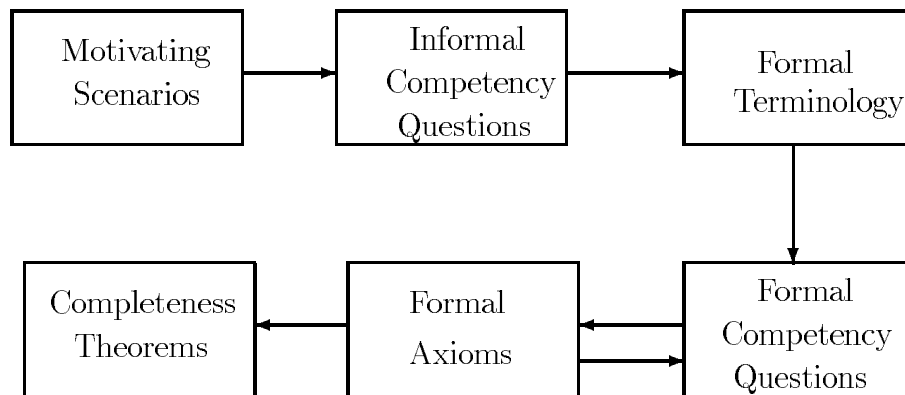 Motivating
Scenarios
Informal
Competency
Questions
Formal
Terminology
Completeness
Theorems
Formal
Axioms
Formal
Competency
Questions